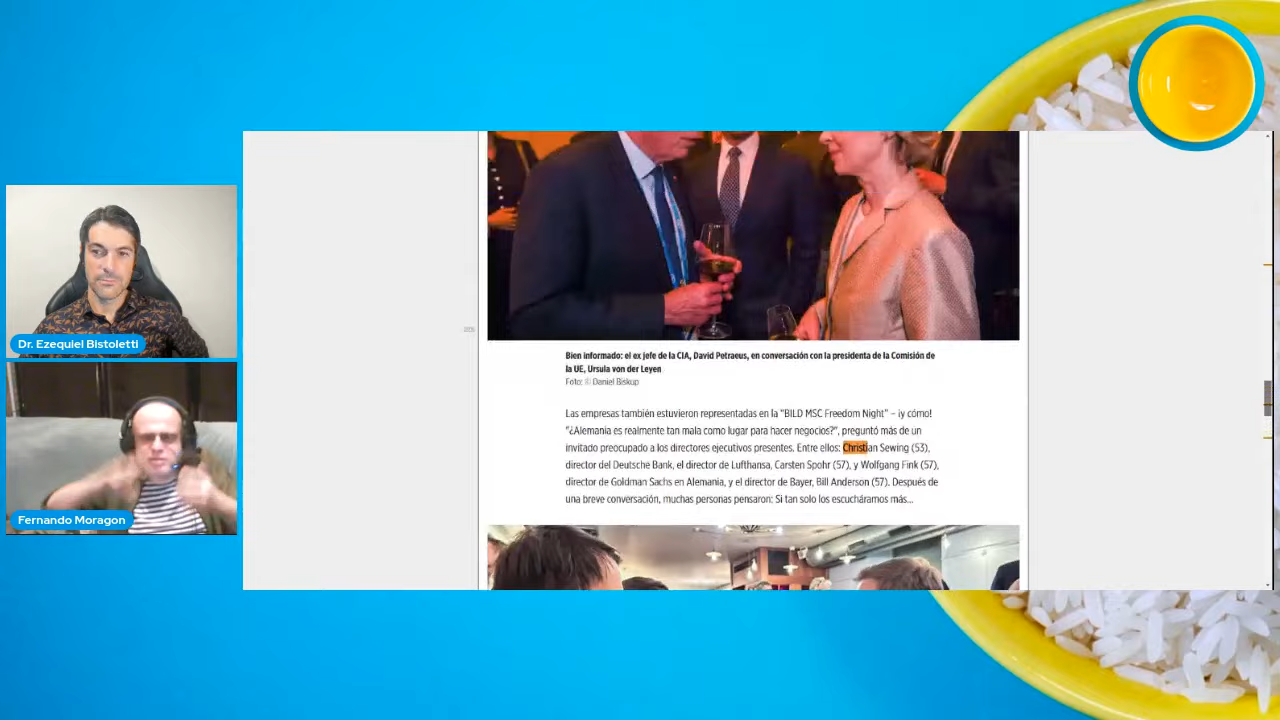 Dr. Ezequiel Bistoletti
Fernando Moragon
Bien informado: el ex jefe de la CIA, David Petraeus, en conversación con la presidenta de la Comisión de
la UE, Ursula von der Leyen
Foto: © Daniel Biskup
Las empresas también estuvieron representadas en la "BILD MSC Freedom Night" – ¡y cómo!
"¿Alemania es realmente tan mala como lugar para hacer negocios?", preguntó más de un
invitado preocupado a los directores ejecutivos presentes. Entre ellos: Christian Sewing (53),
director del Deutsche Bank, el director de Lufthansa, Carsten Spohr (57), y Wolfgang Fink (57),
director de Goldman Sachs en Alemania, y el director de Bayer, Bill Anderson (57). Después de
una breve conversación, muchas personas pensaron: Si tan solo los escucháramos más...